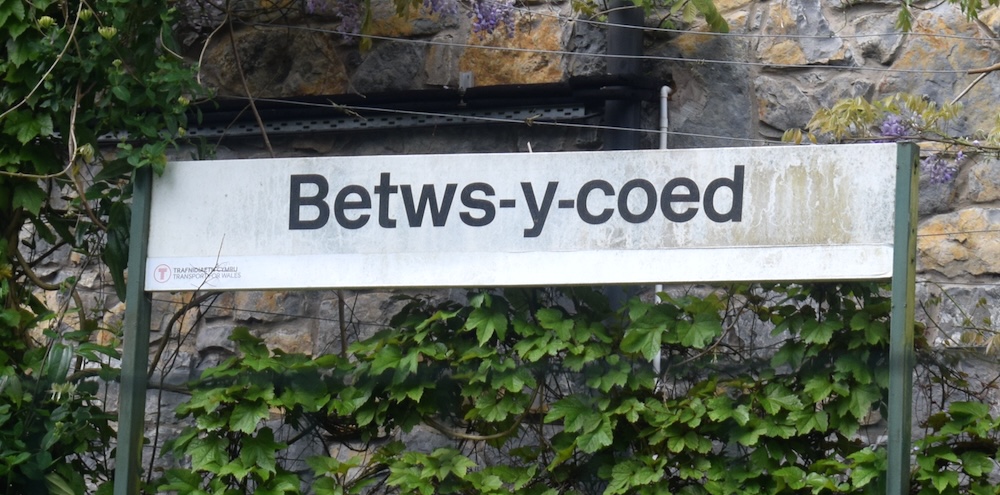 Betws-y-coed
T
TRAFNIDIAETH CYMRU
TRANSPORT FOR WALES